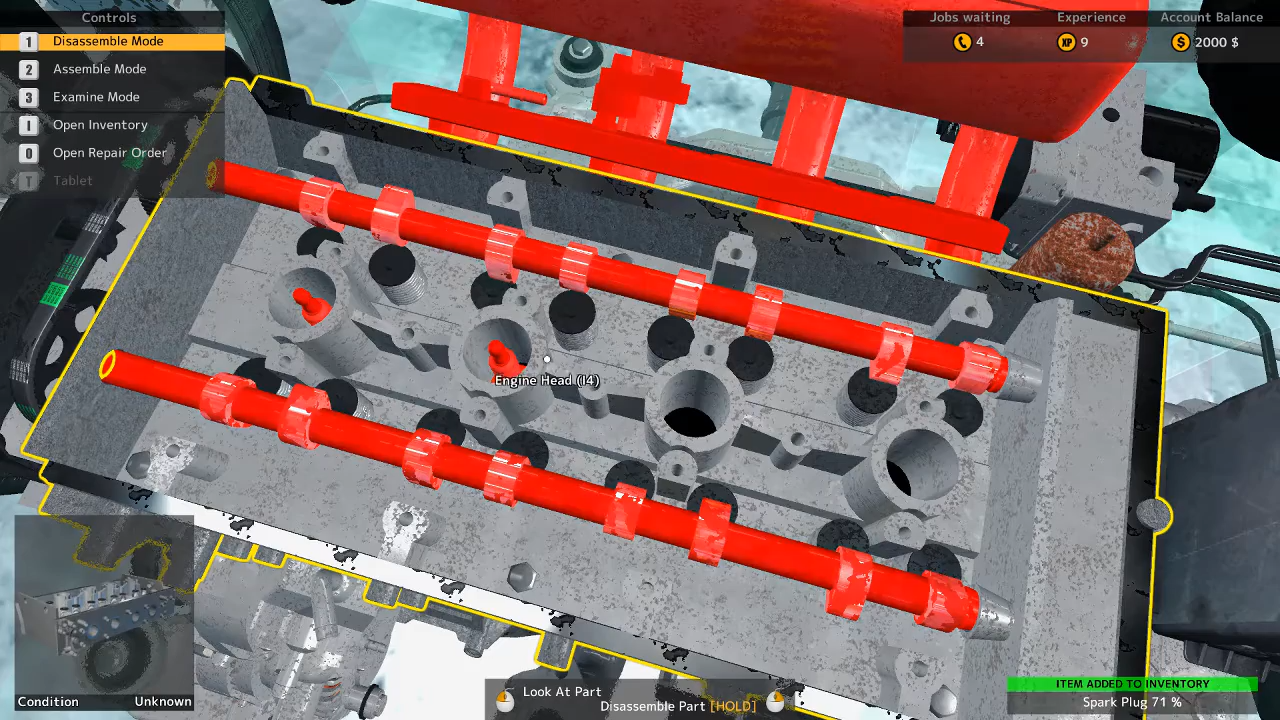 Controls
1 Disassemble Mode
2 Assemble Mode
3 Examine Mode
I Open Inventory
O Open Repair Order
T Tablet
Jobs waiting Experience Account Balance
4 XP 9 $ 2000 $
Engine Head (I4)
Condition Unknown
Look At Part
Disassemble Part [HOLD]
ITEM ADDED TO INVENTORY
Spark Plug 71 %